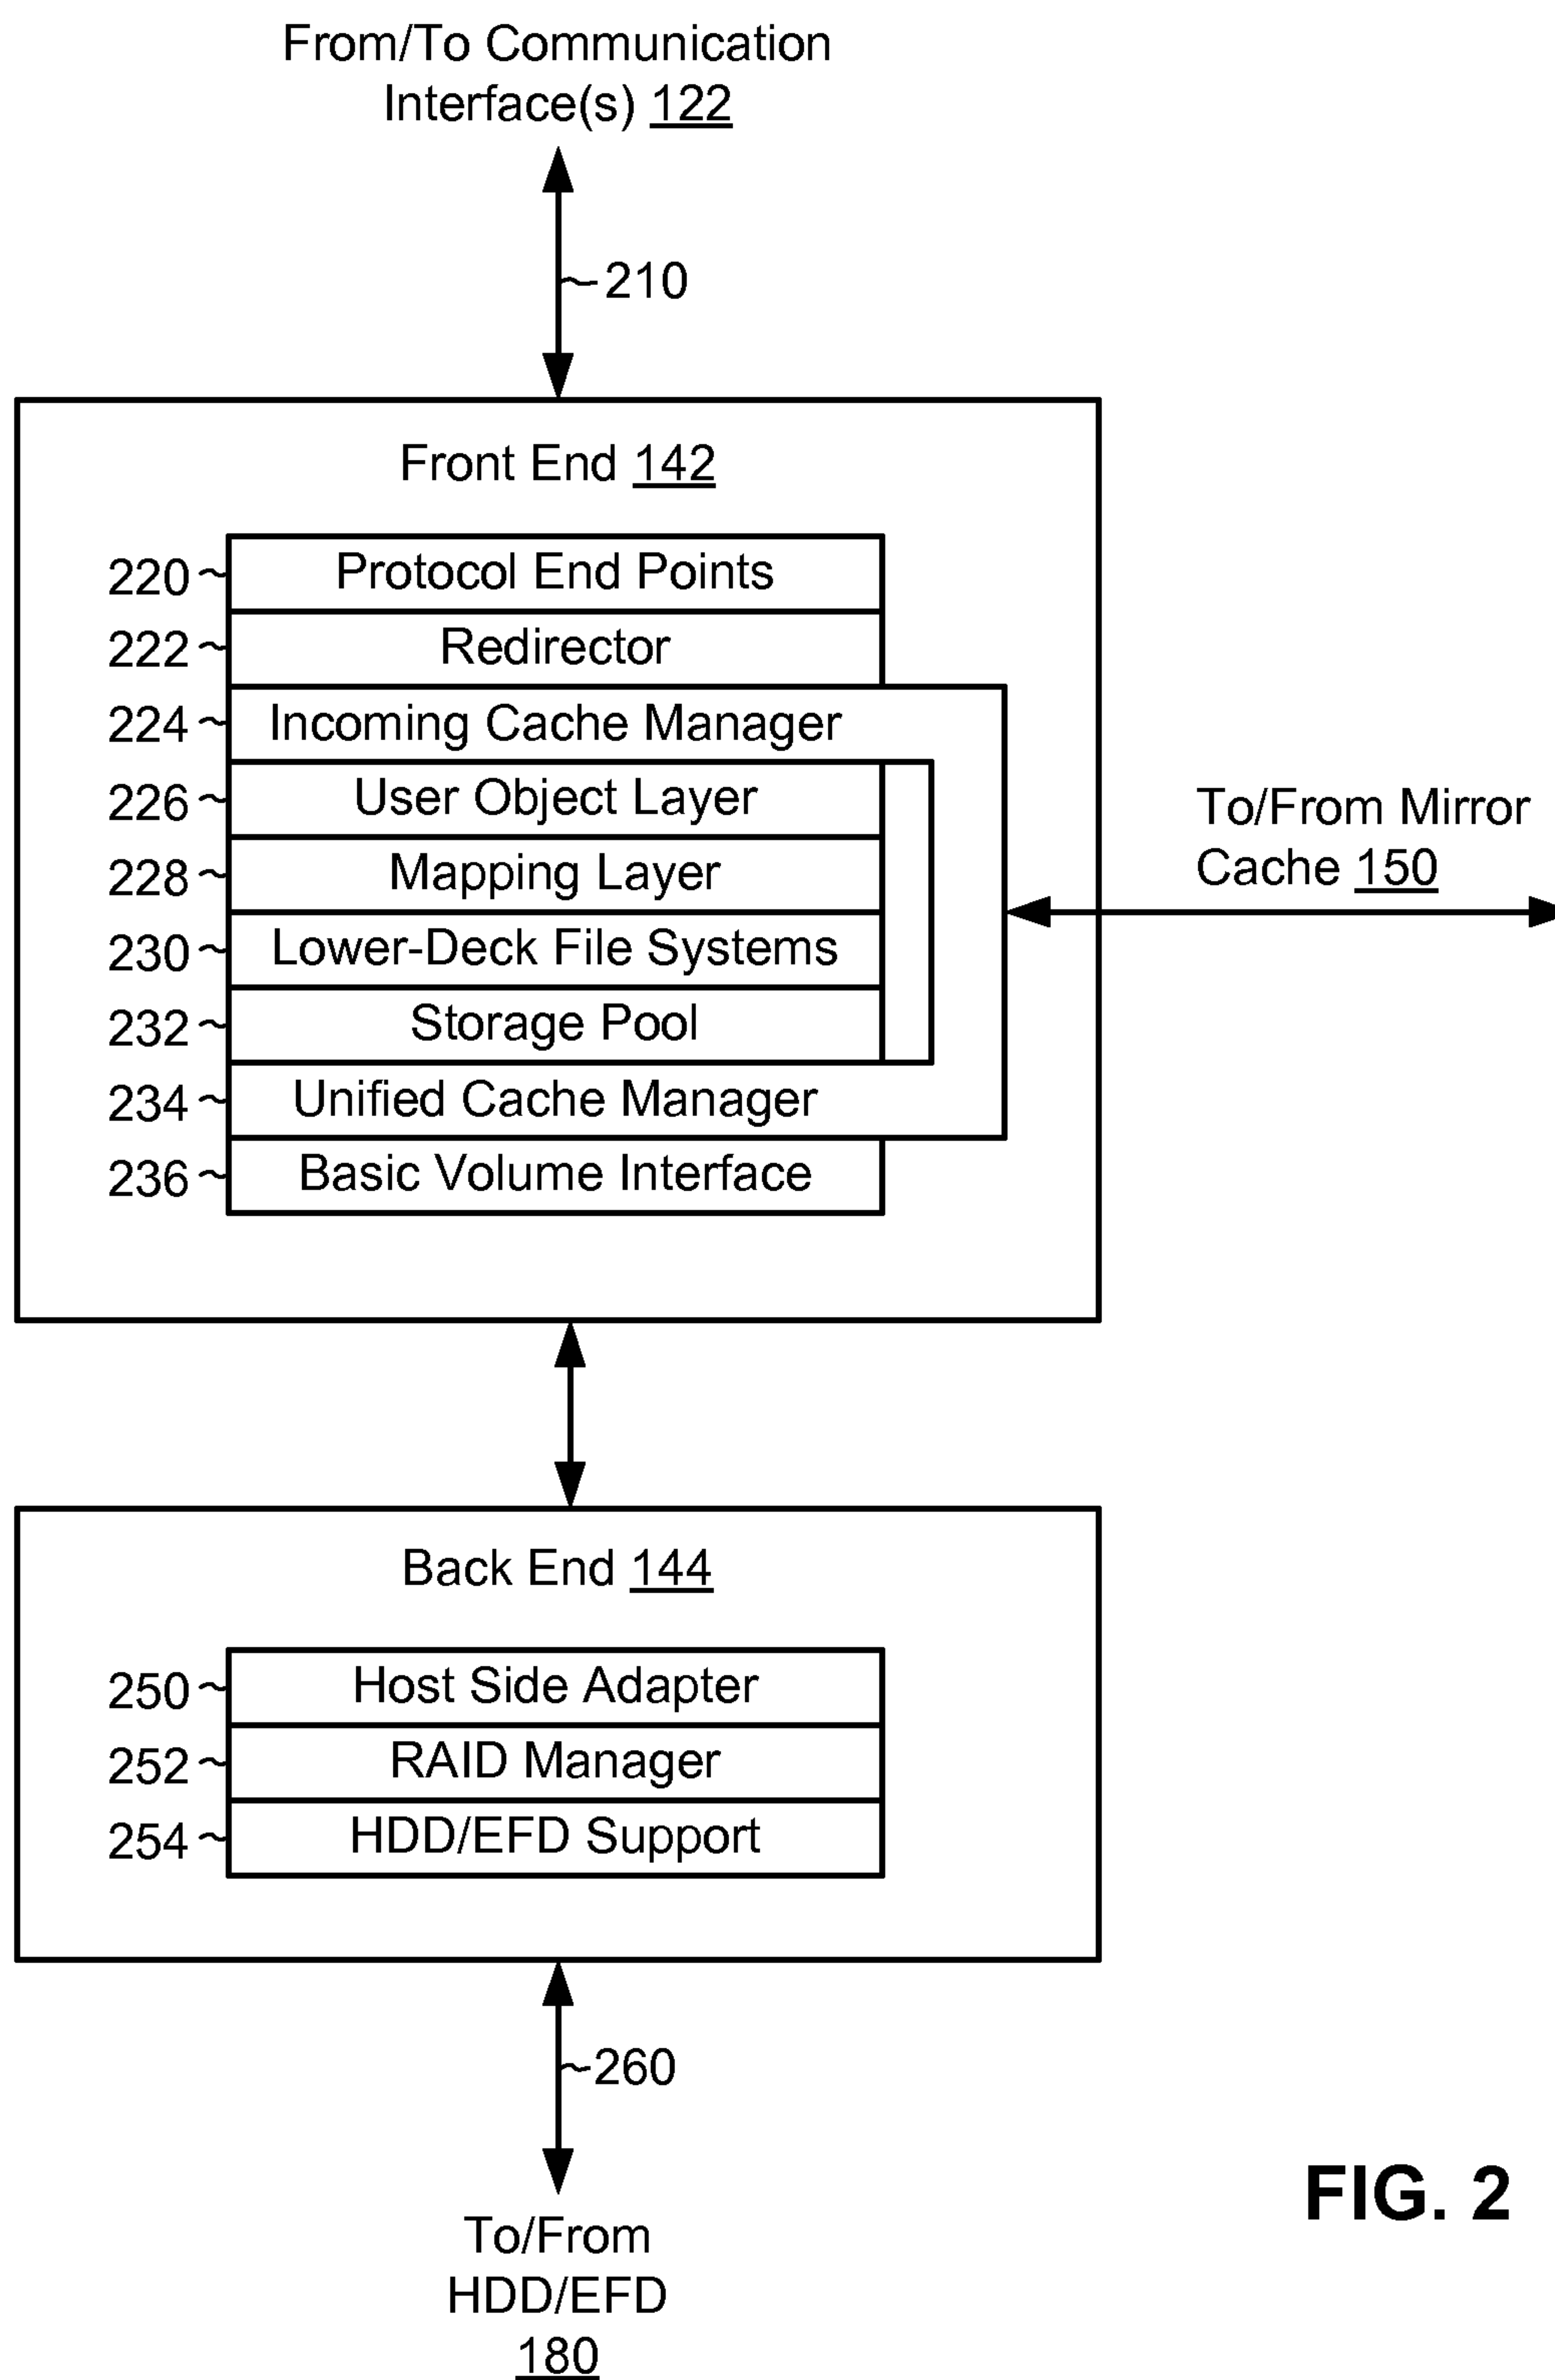 From/To Communication
Interface(s) 122
210
Front End 142
220 Protocol End Points
222 Redirector
224 Incoming Cache Manager
226 User Object Layer
228 Mapping Layer
230 Lower-Deck File Systems
232 Storage Pool
234 Unified Cache Manager
236 Basic Volume Interface
To/From Mirror
Cache 150
Back End 144
250 Host Side Adapter
252 RAID Manager
254 HDD/EFD Support
260
To/From
HDD/EFD
180
FIG. 2